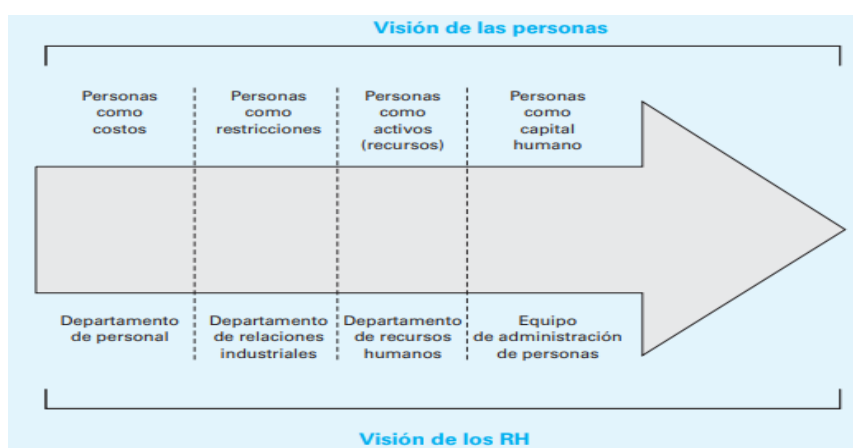 Visión de las personas
Personas
como
costos
Personas
como
restricciones
Personas
como
activos
(recursos)
Personas
como
capital
humano
Departamento
de personal
Departamento
de relaciones
industriales
Departamento
de recursos
humanos
Equipo
de administración
de personas
Visión de los RH